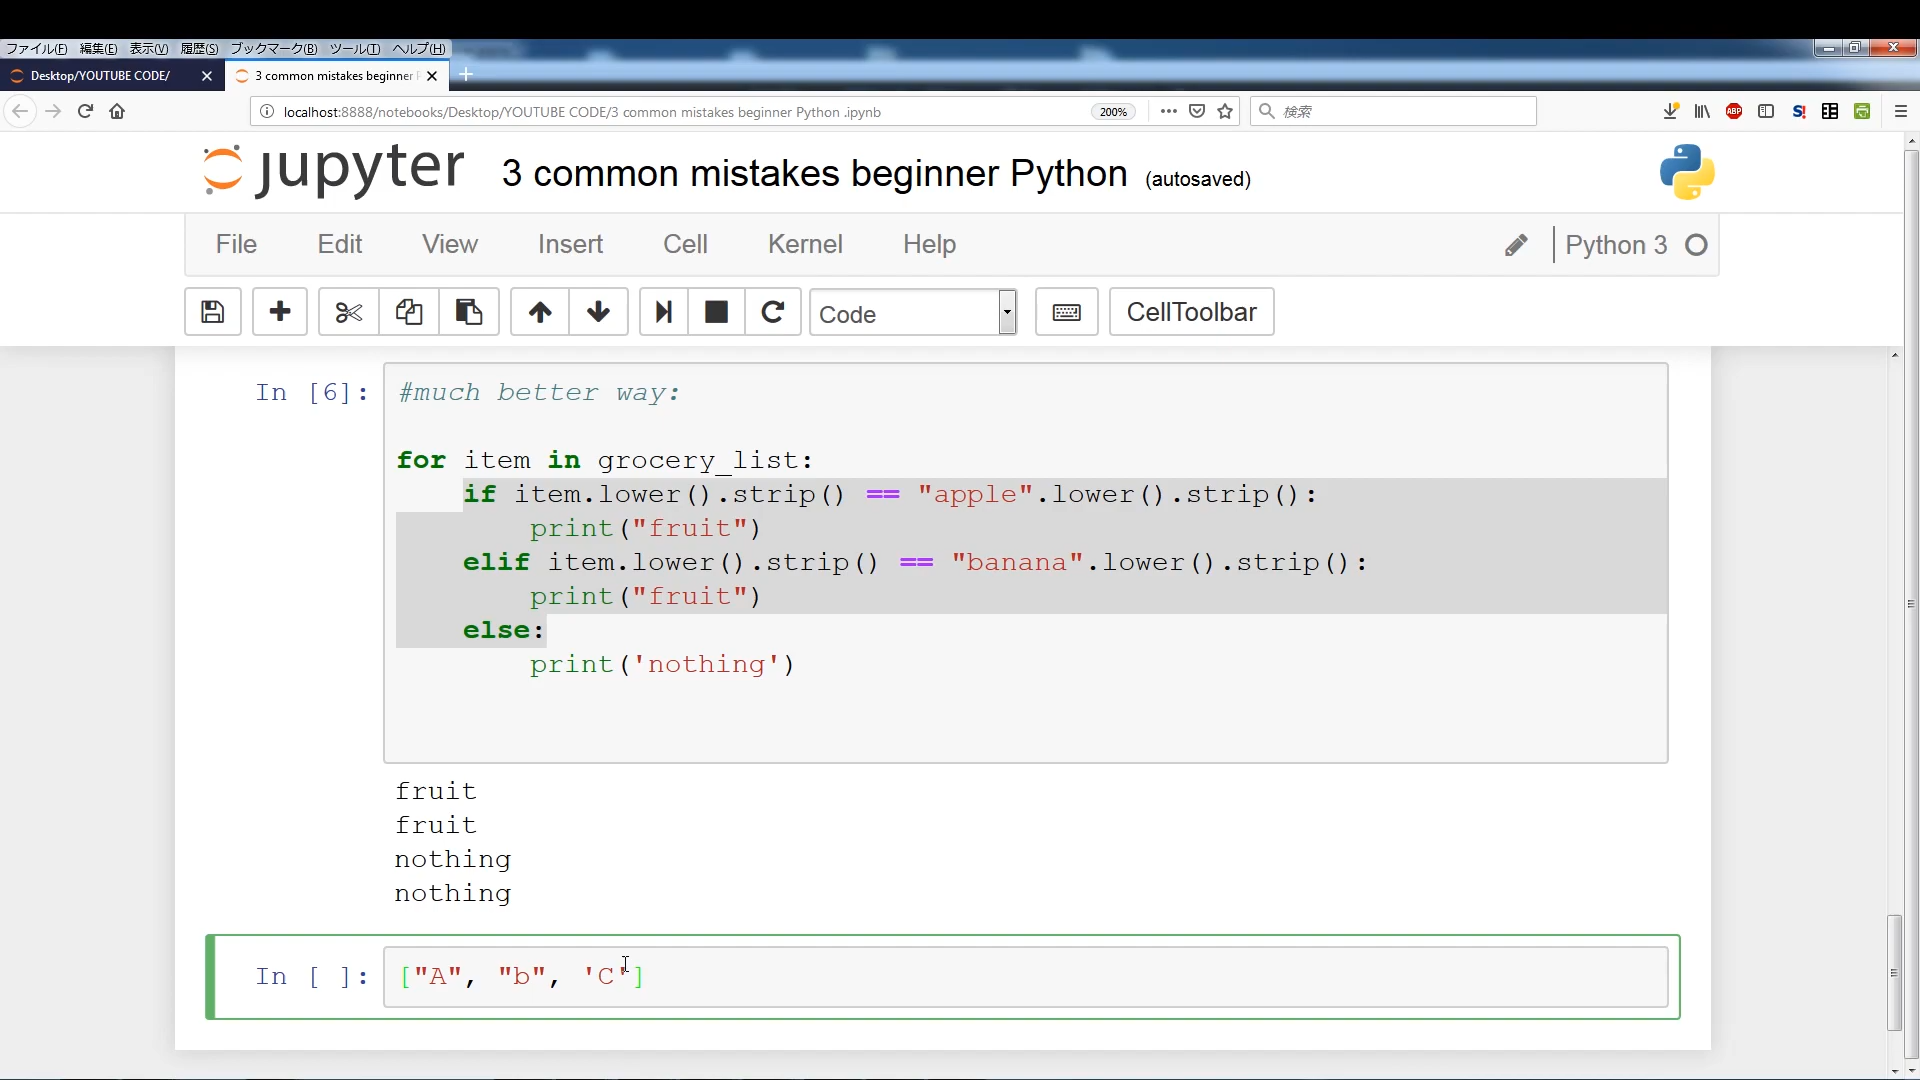 ファイル(F) 編集(E) 表示(V) 履歴(S) ブックマーク(B) ツール(T) ヘルプ(H)
Desktop/YOUTUBE CODE/
3 common mistakes beginner P
localhost:8888/notebooks/Desktop/YOUTUBE CODE/3 common mistakes beginner Python .ipynb
200%
検索
ABP
S!
jupyter 3 common mistakes beginner Python (autosaved)
File Edit View Insert Cell Kernel Help
Python 3
Code
CellToolbar
In [6]:
#much better way:
for item in grocery_list:
if item.lower().strip() == "apple".lower().strip():
print("fruit")
elif item.lower().strip() == "banana".lower().strip():
print("fruit")
else:
print('nothing')
fruit
fruit
nothing
nothing
In [ ]:
["A", "b", 'C']